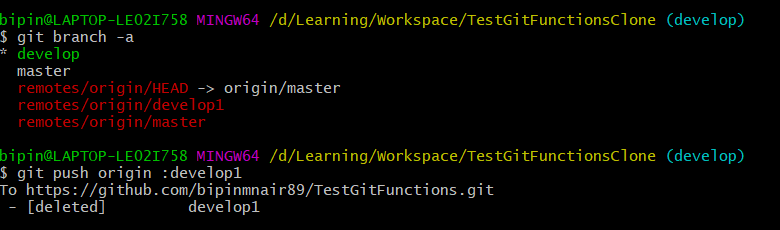 bipin@LAPTOP-LE02I758 MINGW64 /d/Learning/Workspace/TestGitFunctionsClone (develop)
$ git branch -a
* develop
  master
  remotes/origin/HEAD -> origin/master
  remotes/origin/develop1
  remotes/origin/master
bipin@LAPTOP-LE02I758 MINGW64 /d/Learning/Workspace/TestGitFunctionsClone (develop)
$ git push origin :develop1
To https://github.com/bipinmnair89/TestGitFunctions.git
 - [deleted]         develop1